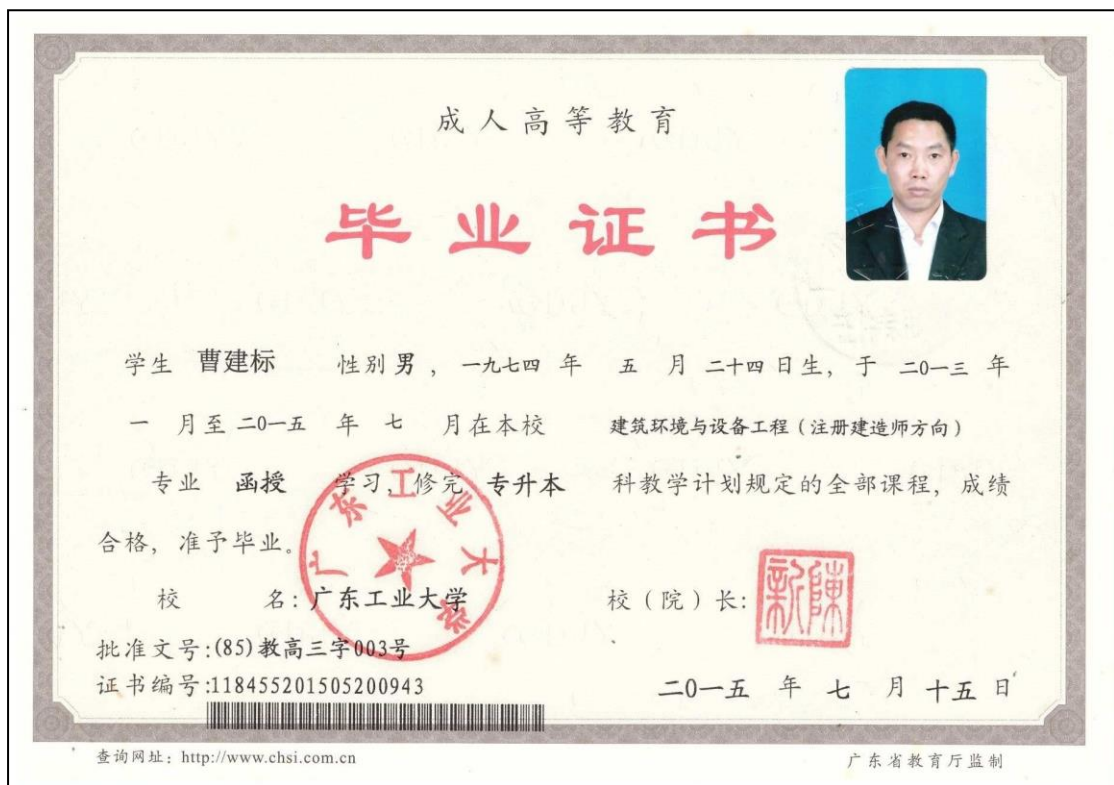 成人高等教育
毕业证书
学生 曹建标 性别 男 ， 一九七四 年 五 月 二十四 日生， 于 二0一三 年
一 月至 二0一五 年 七 月在本校 建筑环境与设备工程（注册建造师方向）
专业 函授 学习，修完 专升本 科教学计划规定的全部课程，成绩
合格，准予毕业。
广东工业大学
校 名：广东工业大学 校（院）长：
陳新
批准文号：(85)教高三字003号
证书编号：118455201505200943 二0一五 年 七 月 十五 日
查询网址：http://www.chsi.com.cn 广东省教育厅监制